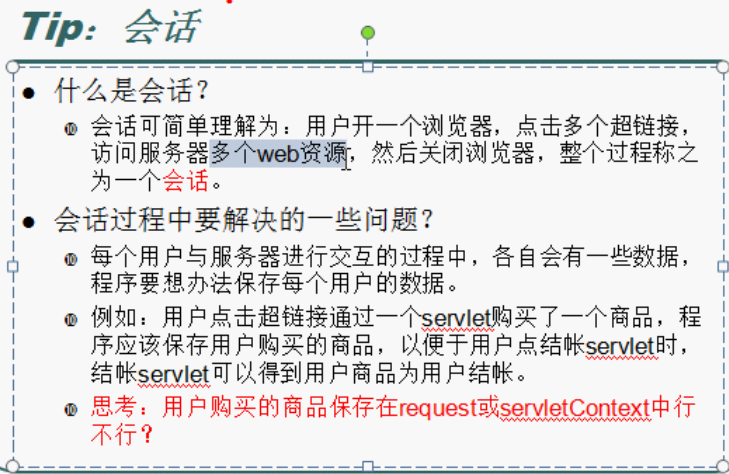 Tip：会话
什么是会话？
会话可简单理解为：用户开一个浏览器，点击多个超链接，
访问服务器多个web资源，然后关闭浏览器，整个过程称之
为一个会话。
会话过程中要解决的一些问题？
每个用户与服务器进行交互的过程中，各自会有一些数据，
程序要想办法保存每个用户的数据。
例如：用户点击超链接通过一个servlet购买了一个商品，程
序应该保存用户购买的商品，以便于用户点结帐servlet时，
结帐servlet可以得到用户商品为用户结帐。
思考：用户购买的商品保存在request或servletContext中行
不行？